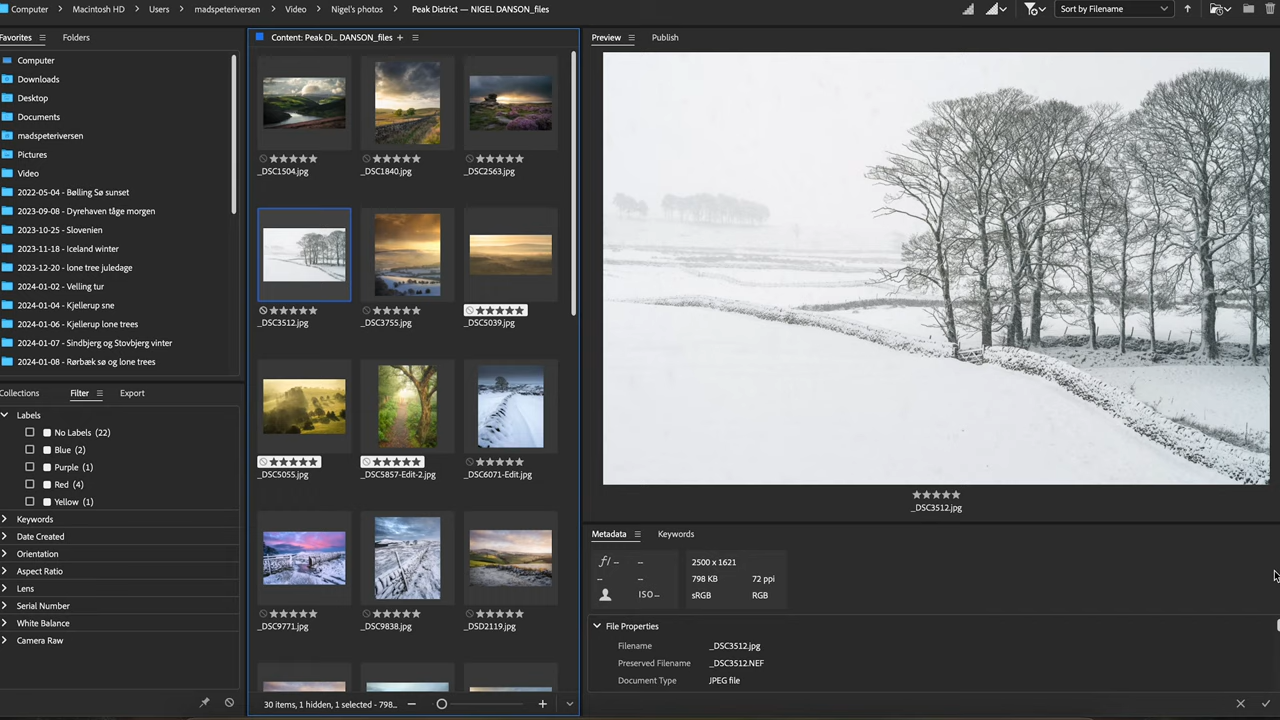 Computer Macintosh HD Users madspeteriversen Video Nigel's photos Peak District — NIGEL DANSON_files
Sort by Filename
Favorites Folders
Computer
Downloads
Desktop
Documents
madspeteriversen
Pictures
Video
2022-05-04 - Bølling Sø sunset
2023-09-08 - Dyrehaven tåge morgen
2023-10-25 - Slovenien
2023-11-18 - Iceland winter
2023-12-20 - lone tree juledage
2024-01-02 - Velling tur
2024-01-04 - Kjellerup sne
2024-01-06 - Kjellerup lone trees
2024-01-07 - Sindbjerg og Stovbjerg vinter
2024-01-08 - Rørbæk sø og lone trees
Collections Filter Export
Labels
No Labels (22)
Blue (2)
Purple (1)
Red (4)
Yellow (1)
Keywords
Date Created
Orientation
Aspect Ratio
Lens
Serial Number
White Balance
Camera Raw
Content: Peak Di... DANSON_files
_DSC1504.jpg
_DSC1840.jpg
_DSC2563.jpg
_DSC3512.jpg
_DSC3755.jpg
_DSC5039.jpg
_DSC5055.jpg
_DSC5857-Edit-2.jpg
_DSC6071-Edit.jpg
_DSC9771.jpg
_DSC9838.jpg
_DSD2119.jpg
30 items, 1 hidden, 1 selected - 798...
Preview Publish
_DSC3512.jpg
Metadata Keywords
f/ -- --
-- --
ISO--
2500 x 1621
798 KB 72 ppi
sRGB RGB
File Properties
Filename _DSC3512.jpg
Preserved Filename _DSC3512.NEF
Document Type JPEG file